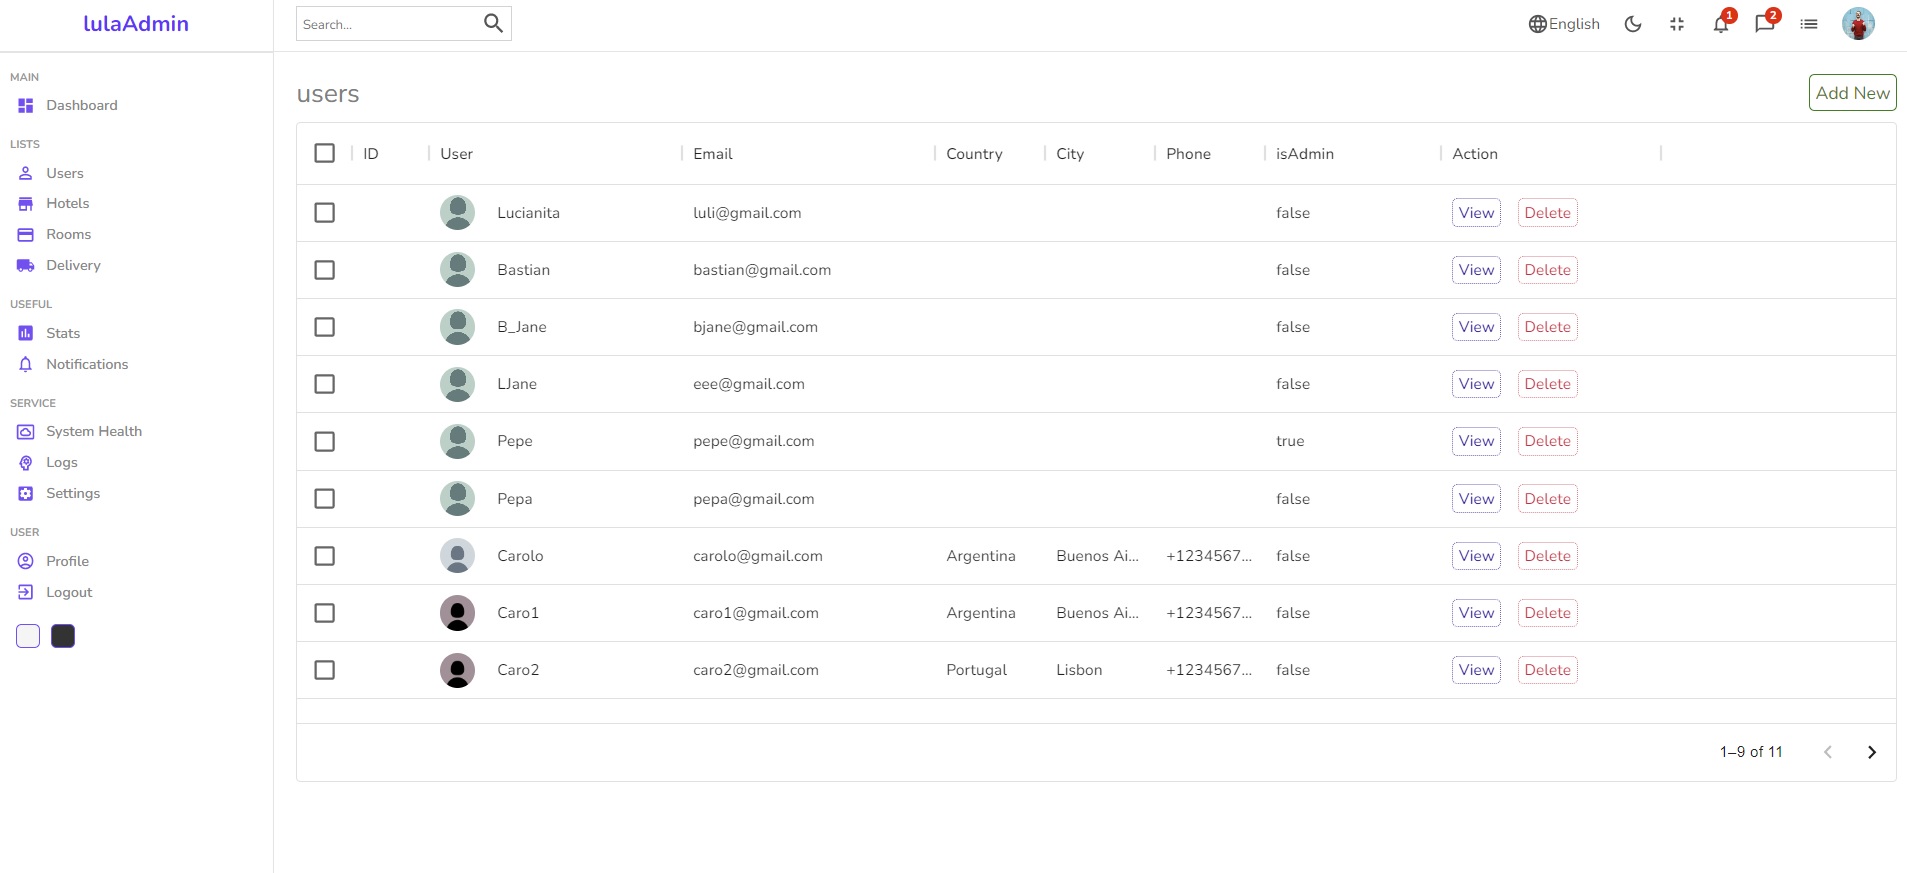 lulaAdmin
Search...
English
1
2
MAIN
Dashboard
LISTS
Users
Hotels
Rooms
Delivery
USEFUL
Stats
Notifications
SERVICE
System Health
Logs
Settings
USER
Profile
Logout
users
Add New
ID User Email Country City Phone isAdmin Action
Lucianita luli@gmail.com false View Delete
Bastian bastian@gmail.com false View Delete
B_Jane bjane@gmail.com false View Delete
LJane eee@gmail.com false View Delete
Pepe pepe@gmail.com true View Delete
Pepa pepa@gmail.com false View Delete
Carolo carolo@gmail.com Argentina Buenos Ai... +1234567... false View Delete
Caro1 caro1@gmail.com Argentina Buenos Ai... +1234567... false View Delete
Caro2 caro2@gmail.com Portugal Lisbon +1234567... false View Delete
1–9 of 11